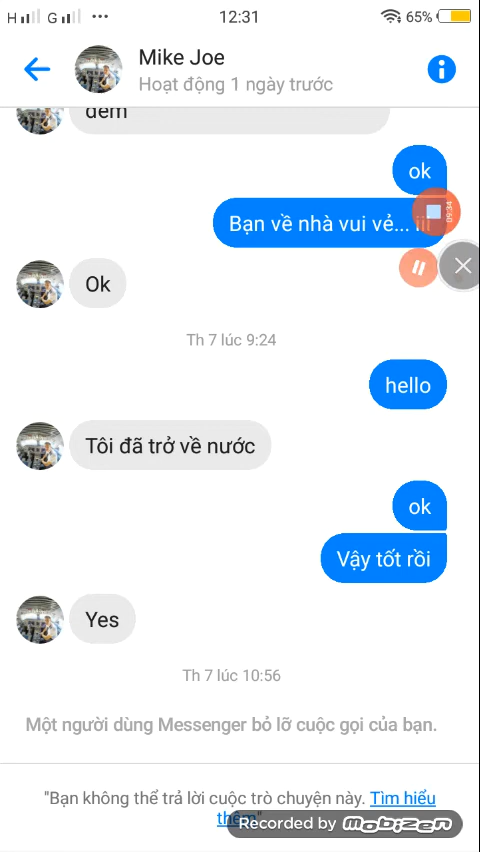 H G ... 12:31 65%
Mike Joe
Hoạt động 1 ngày trước
đêm
ok
09:34
Bạn về nhà vui vẻ... iii
Ok
Th 7 lúc 9:24
hello
Tôi đã trở về nước
ok
Vậy tốt rồi
Yes
Th 7 lúc 10:56
Một người dùng Messenger bỏ lỡ cuộc gọi của bạn.
"Bạn không thể trả lời cuộc trò chuyện này. Tìm hiểu
Recorded by mobizen